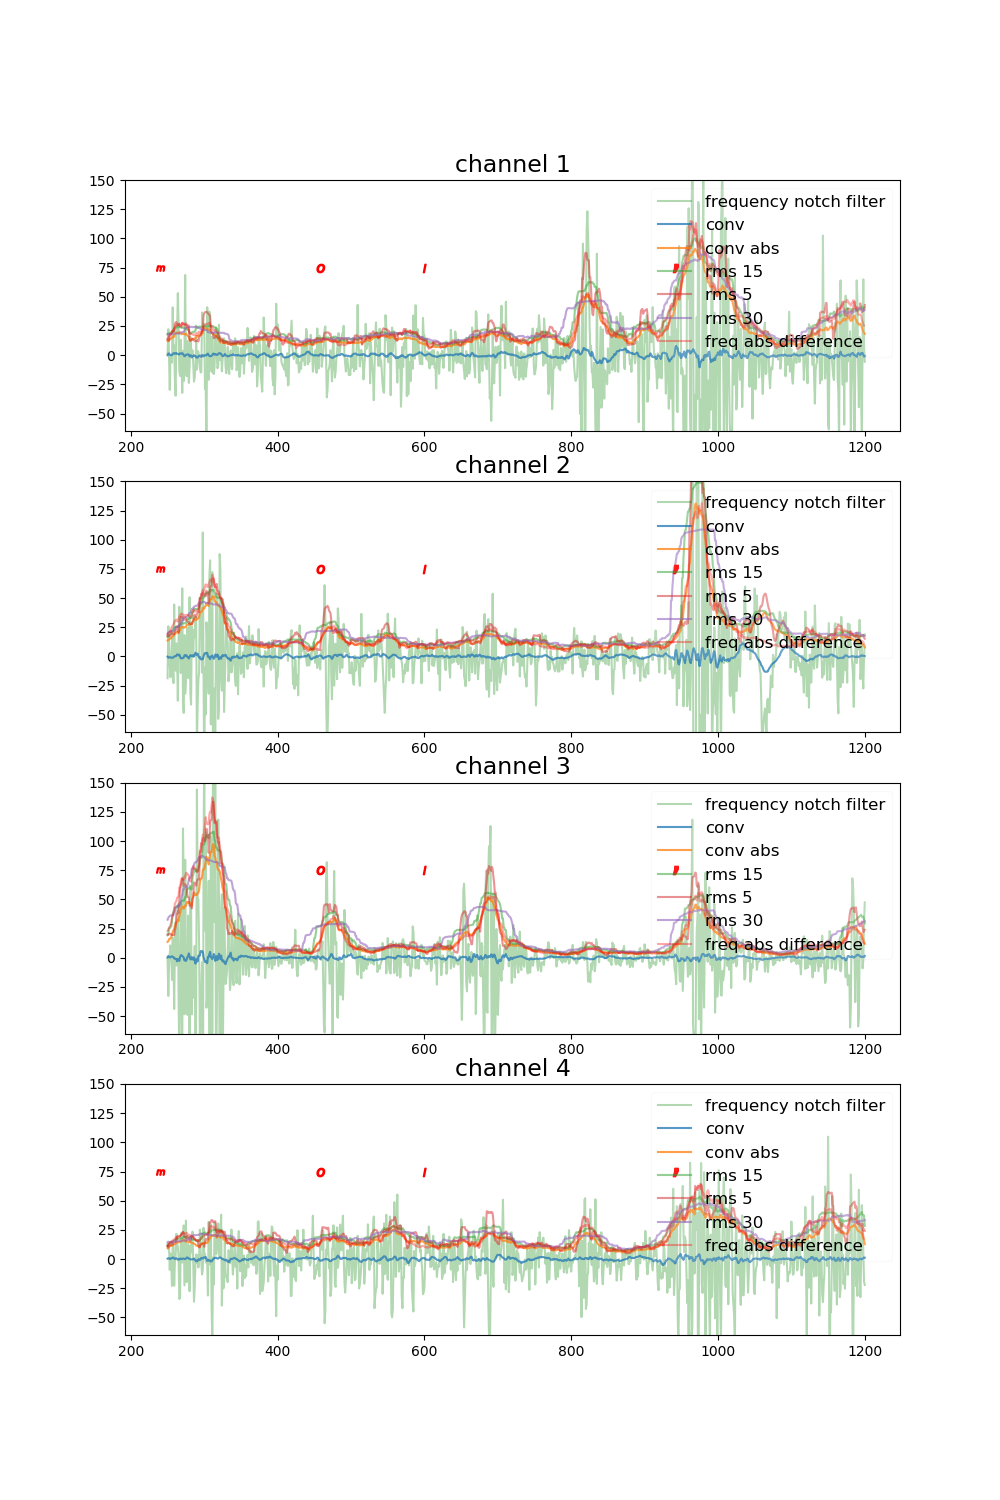 channel 1
150
125
100
75
50
25
0
−25
−50
m o l ,
frequency notch filter
conv
conv abs
rms 15
rms 5
rms 30
freq abs difference
200 400 600 800 1000 1200
channel 2
150
125
100
75
50
25
0
−25
−50
m o l ,
frequency notch filter
conv
conv abs
rms 15
rms 5
rms 30
freq abs difference
200 400 600 800 1000 1200
channel 3
150
125
100
75
50
25
0
−25
−50
m o l ,
frequency notch filter
conv
conv abs
rms 15
rms 5
rms 30
freq abs difference
200 400 600 800 1000 1200
channel 4
150
125
100
75
50
25
0
−25
−50
m o l ,
frequency notch filter
conv
conv abs
rms 15
rms 5
rms 30
freq abs difference
200 400 600 800 1000 1200